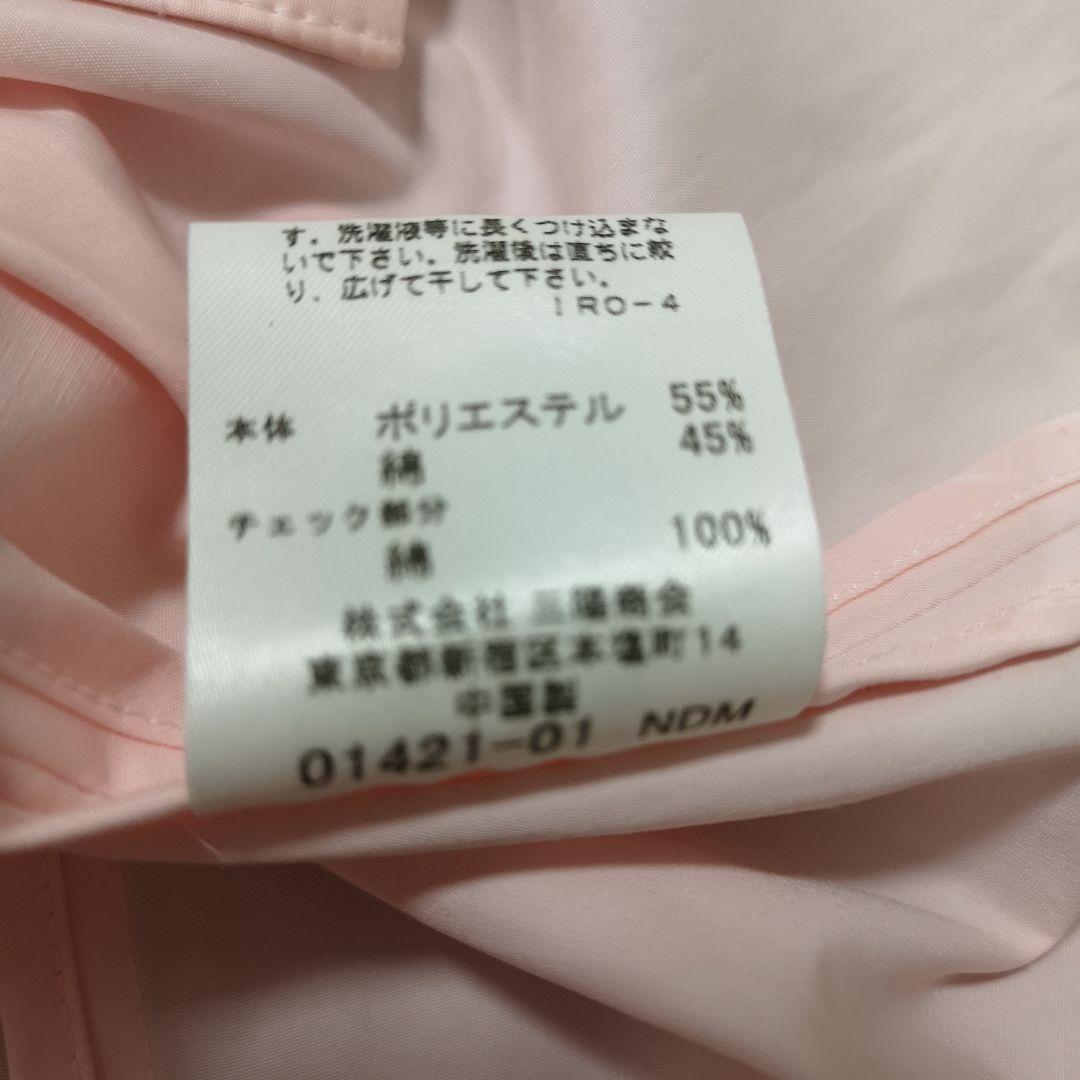 す。洗濯液等に長くつけ込まな
いで下さい。洗濯後は直ちに絞
り、広げて干して下さい。
IRO-4
本体 ポリエステル 55%
綿 45%
チェック部分
綿 100%
株式会社 三陽商会
東京都新宿区本塩町14
中国製
01421-01 NDM